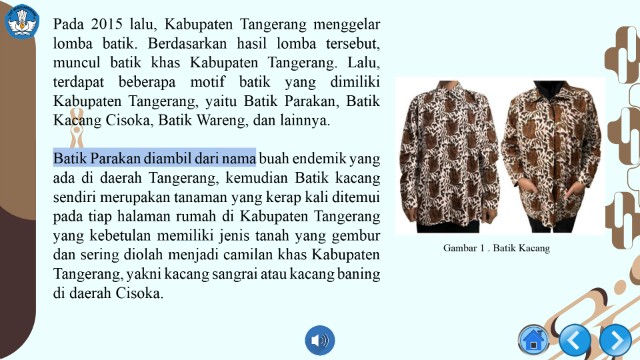 Pada 2015 lalu, Kabupaten Tangerang menggelar
lomba batik. Berdasarkan hasil lomba tersebut,
muncul batik khas Kabupaten Tangerang. Lalu,
terdapat beberapa motif batik yang dimiliki
Kabupaten Tangerang, yaitu Batik Parakan, Batik
Kacang Cisoka, Batik Wareng, dan lainnya.
Batik Parakan diambil dari nama buah endemik yang
ada di daerah Tangerang, kemudian Batik kacang
sendiri merupakan tanaman yang kerap kali ditemui
pada tiap halaman rumah di Kabupaten Tangerang
yang kebetulan memiliki jenis tanah yang gembur
dan sering diolah menjadi camilan khas Kabupaten
Tangerang, yakni kacang sangrai atau kacang baning
di daerah Cisoka.
Gambar 1 . Batik Kacang